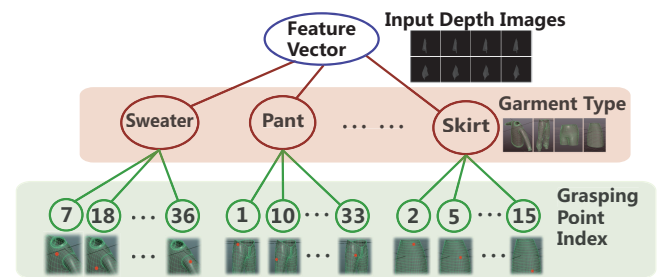 Feature
Vector
Input Depth Images
Garment Type
Sweater
Pant
... ...
Skirt
7
18
...
36
1
10
...
33
2
5
...
15
Grasping
Point
Index
...
...
...